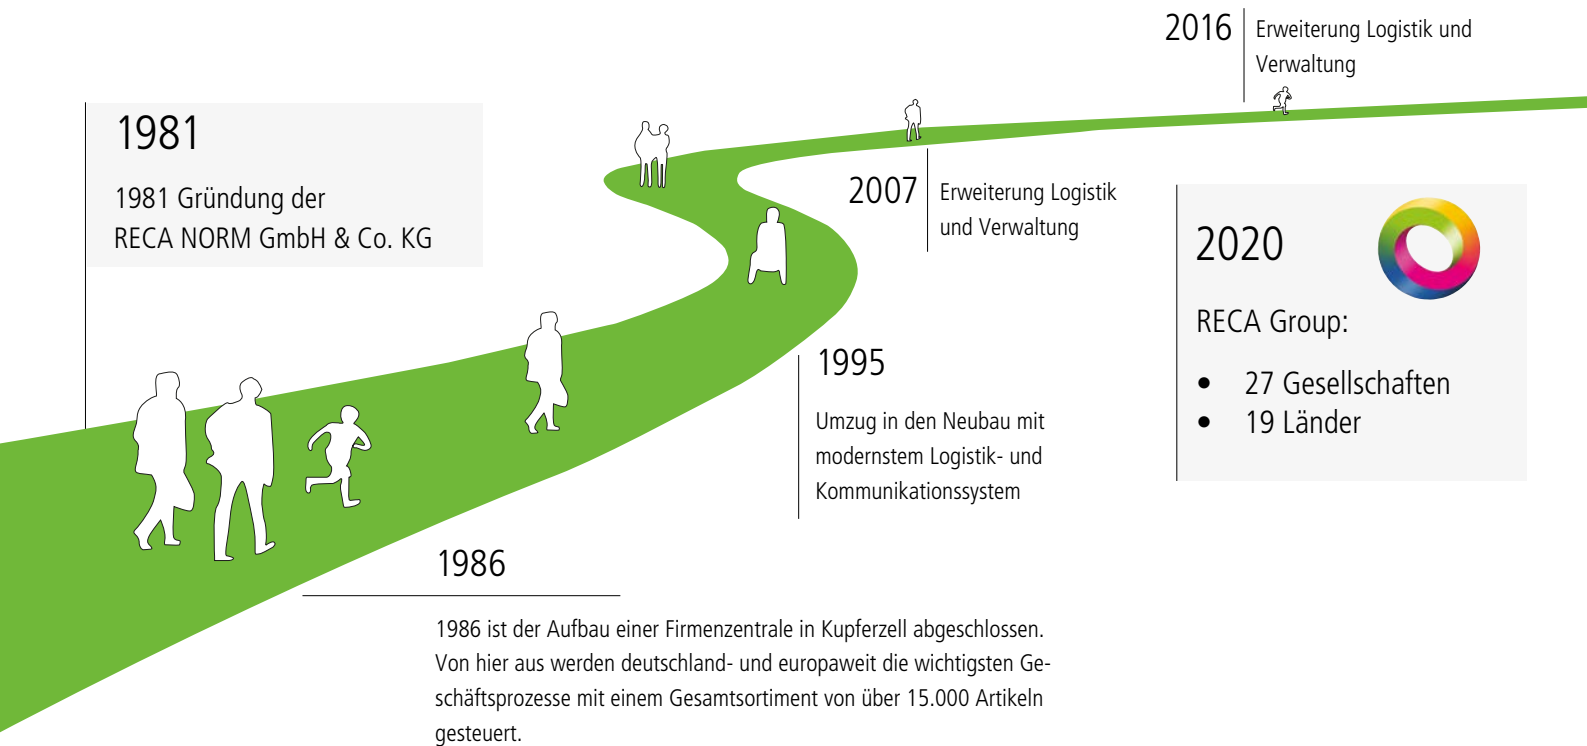 1981
1981 Gründung der
RECA NORM GmbH & Co. KG
1986
1986 ist der Aufbau einer Firmenzentrale in Kupferzell abgeschlossen.
Von hier aus werden deutschland- und europaweit die wichtigsten Ge-
schäftsprozesse mit einem Gesamtsortiment von über 15.000 Artikeln
gesteuert.
1995
Umzug in den Neubau mit
modernstem Logistik- und
Kommunikationssystem
2007
Erweiterung Logistik
und Verwaltung
2016
Erweiterung Logistik und
Verwaltung
2020
RECA Group:
• 27 Gesellschaften
• 19 Länder